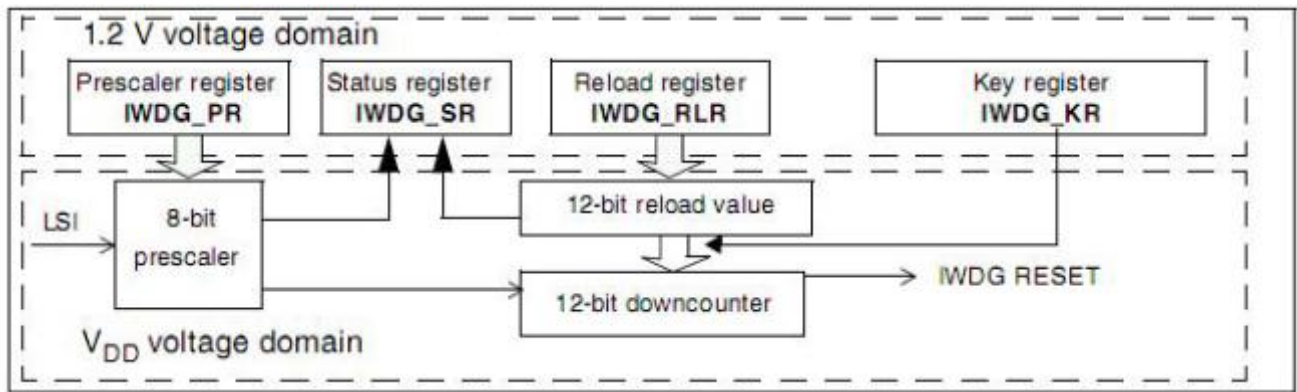 1.2 V voltage domain
Prescaler register
IWDG_PR
Status register
IWDG_SR
Reload register
IWDG_RLR
Key register
IWDG_KR
LSI
8-bit
prescaler
12-bit reload value
12-bit downcounter
IWDG RESET
VDD voltage domain